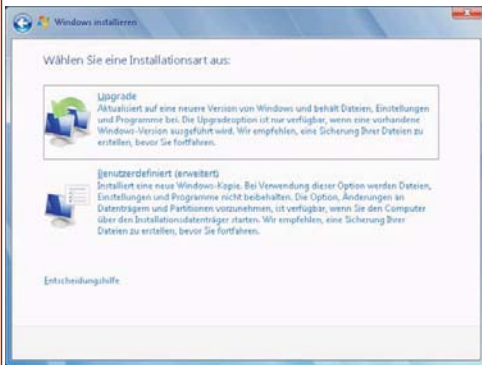 Windows installieren
Wählen Sie eine Installationsart aus:
Upgrade
Aktualisiert auf eine neuere Version von Windows und behält Dateien, Einstellungen
und Programme bei. Die Upgradeoption ist nur verfügbar, wenn eine vorhandene
Windows-Version ausgeführt wird. Wir empfehlen, eine Sicherung Ihrer Dateien zu
erstellen, bevor Sie fortfahren.
Benutzerdefiniert (erweitert)
Installiert eine neue Windows-Kopie. Bei Verwendung dieser Option werden Dateien,
Einstellungen und Programme nicht beibehalten. Die Option, Änderungen an
Datenträgern und Partitionen vorzunehmen, ist verfügbar, wenn Sie den Computer
über den Installationsdatenträger starten. Wir empfehlen, eine Sicherung Ihrer
Dateien zu erstellen, bevor Sie fortfahren.
Entscheidungshilfe